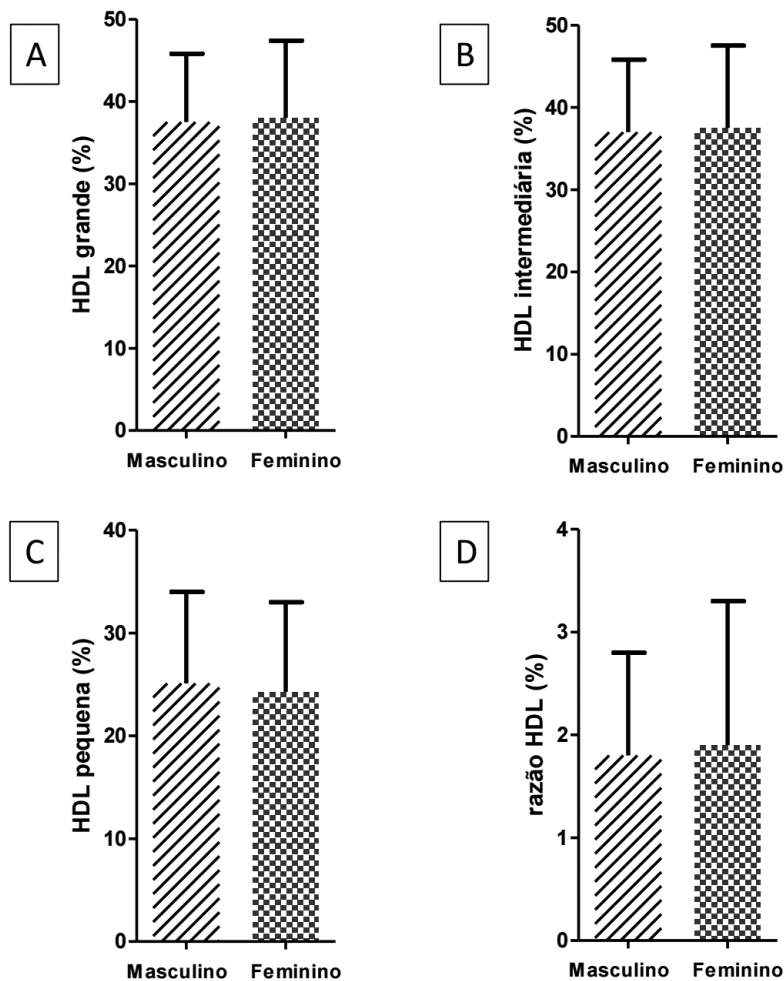 A
HDL grande (%)
50
40
30
20
10
0
Masculino Feminino
B
HDL intermediária (%)
50
40
30
20
10
0
Masculino Feminino
C
HDL pequena (%)
40
30
20
10
0
Masculino Feminino
D
razão HDL (%)
4
3
2
1
0
Masculino Feminino